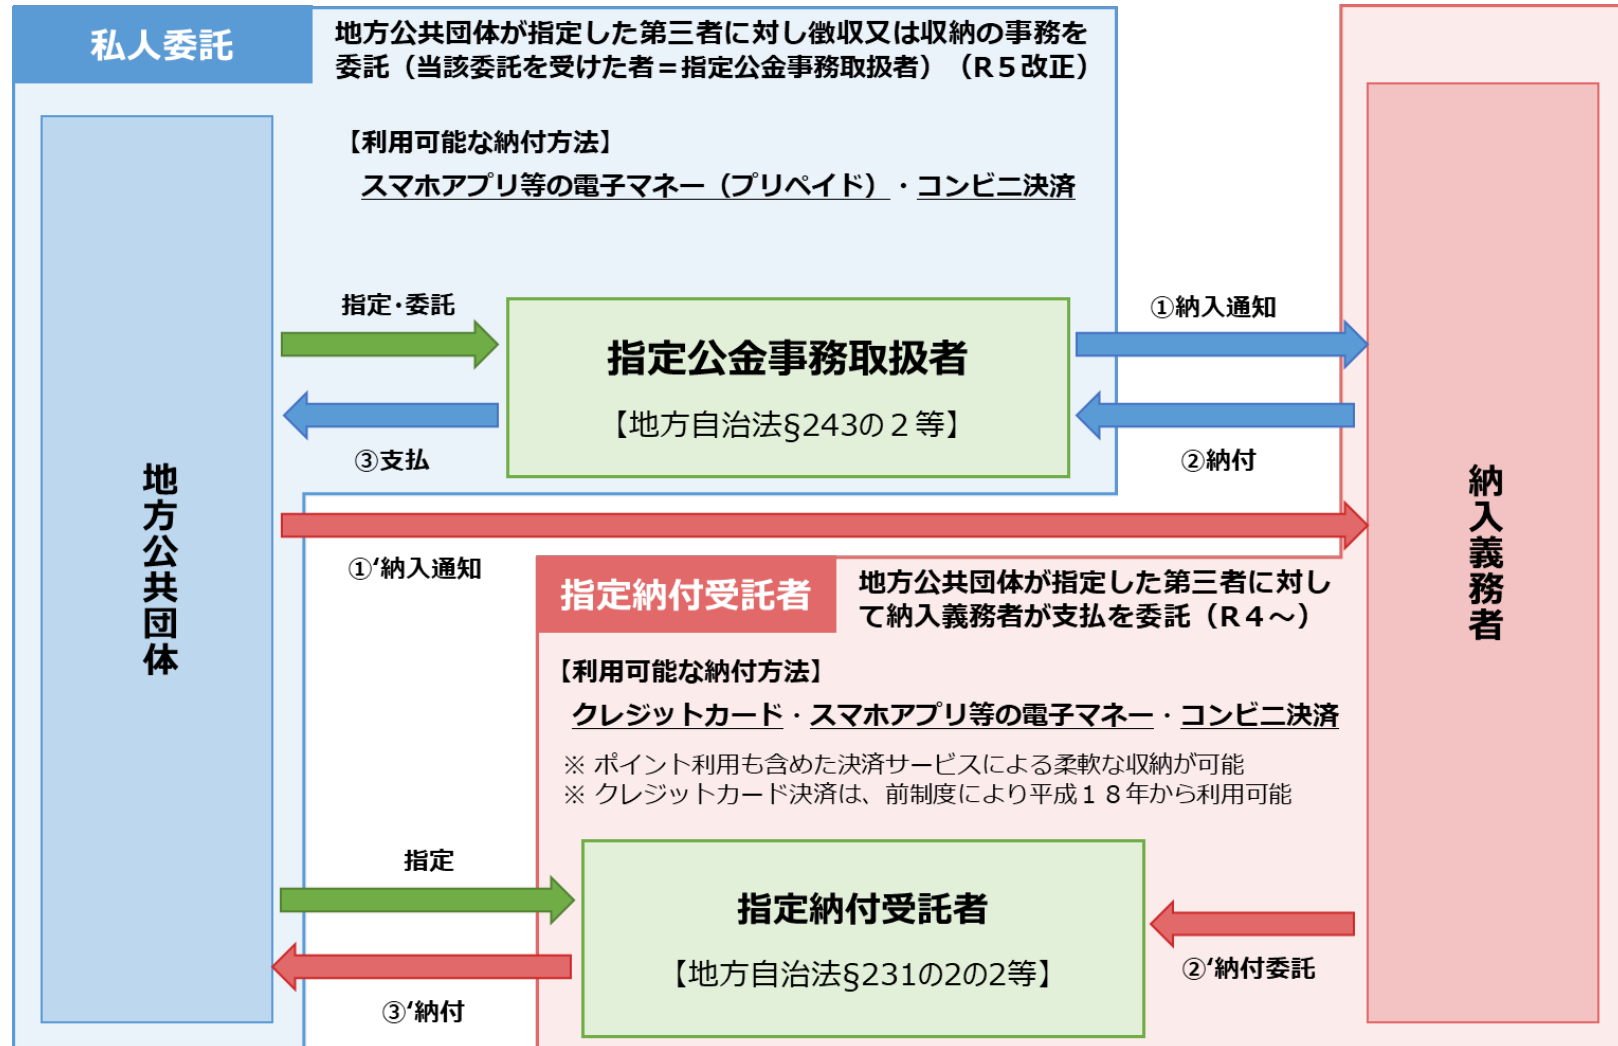 私人委託
地方公共団体が指定した第三者に対し徴収又は収納の事務を
委託（当該委託を受けた者＝指定公金事務取扱者）（R５改正）
【利用可能な納付方法】
スマホアプリ等の電子マネー（プリペイド）・コンビニ決済
指定･委託
指定公金事務取扱者
【地方自治法§243の２等】
①納入通知
③支払
②納付
地方公共団体
納入義務者
①‘納入通知
指定納付受託者
地方公共団体が指定した第三者に対し
て納入義務者が支払を委託（R４～）
【利用可能な納付方法】
クレジットカード・スマホアプリ等の電子マネー・コンビニ決済
※ ポイント利用も含めた決済サービスによる柔軟な収納が可能
※ クレジットカード決済は、前制度により平成１８年から利用可能
指定
指定納付受託者
【地方自治法§231の2の2等】
②‘納付委託
③‘納付